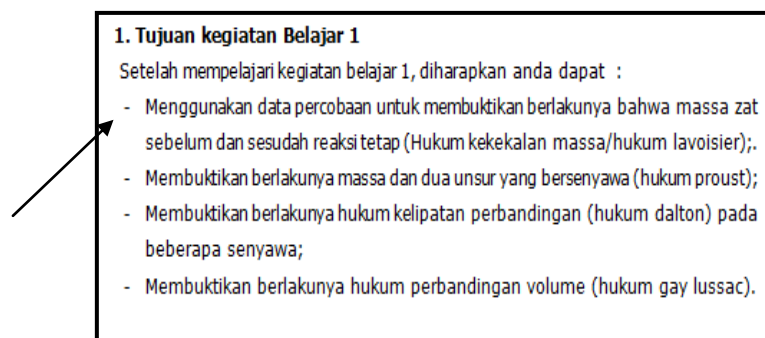 1. Tujuan kegiatan Belajar 1
Setelah mempelajari kegiatan belajar 1, diharapkan anda dapat :
- Menggunakan data percobaan untuk membuktikan berlakunya bahwa massa zat
sebelum dan sesudah reaksi tetap (Hukum kekekalan massa/hukum lavoisier);.
- Membuktikan berlakunya massa dan dua unsur yang bersenyawa (hukum proust);
- Membuktikan berlakunya hukum kelipatan perbandingan (hukum dalton) pada
beberapa senyawa;
- Membuktikan berlakunya hukum perbandingan volume (hukum gay lussac).